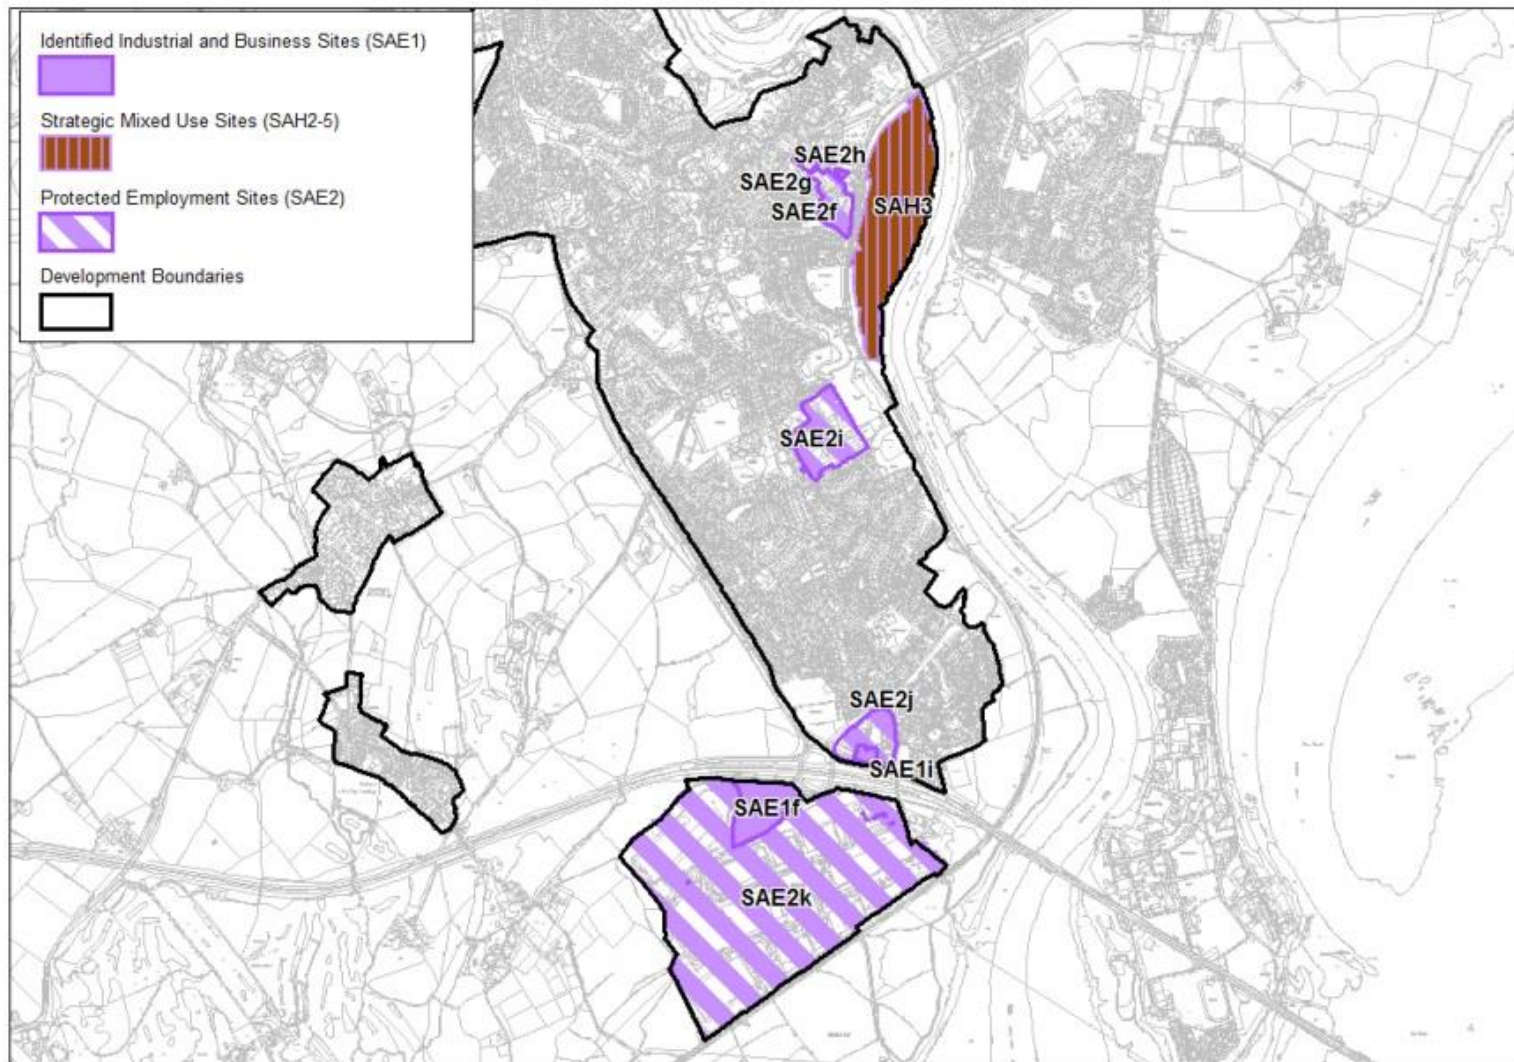 Identified Industrial and Business Sites (SAE1)
Strategic Mixed Use Sites (SAH2-5)
Protected Employment Sites (SAE2)
Development Boundaries
SAE2h
SAE2g
SAE2f
SAH3
SAE2i
SAE2j
SAE1i
SAE1f
SAE2k